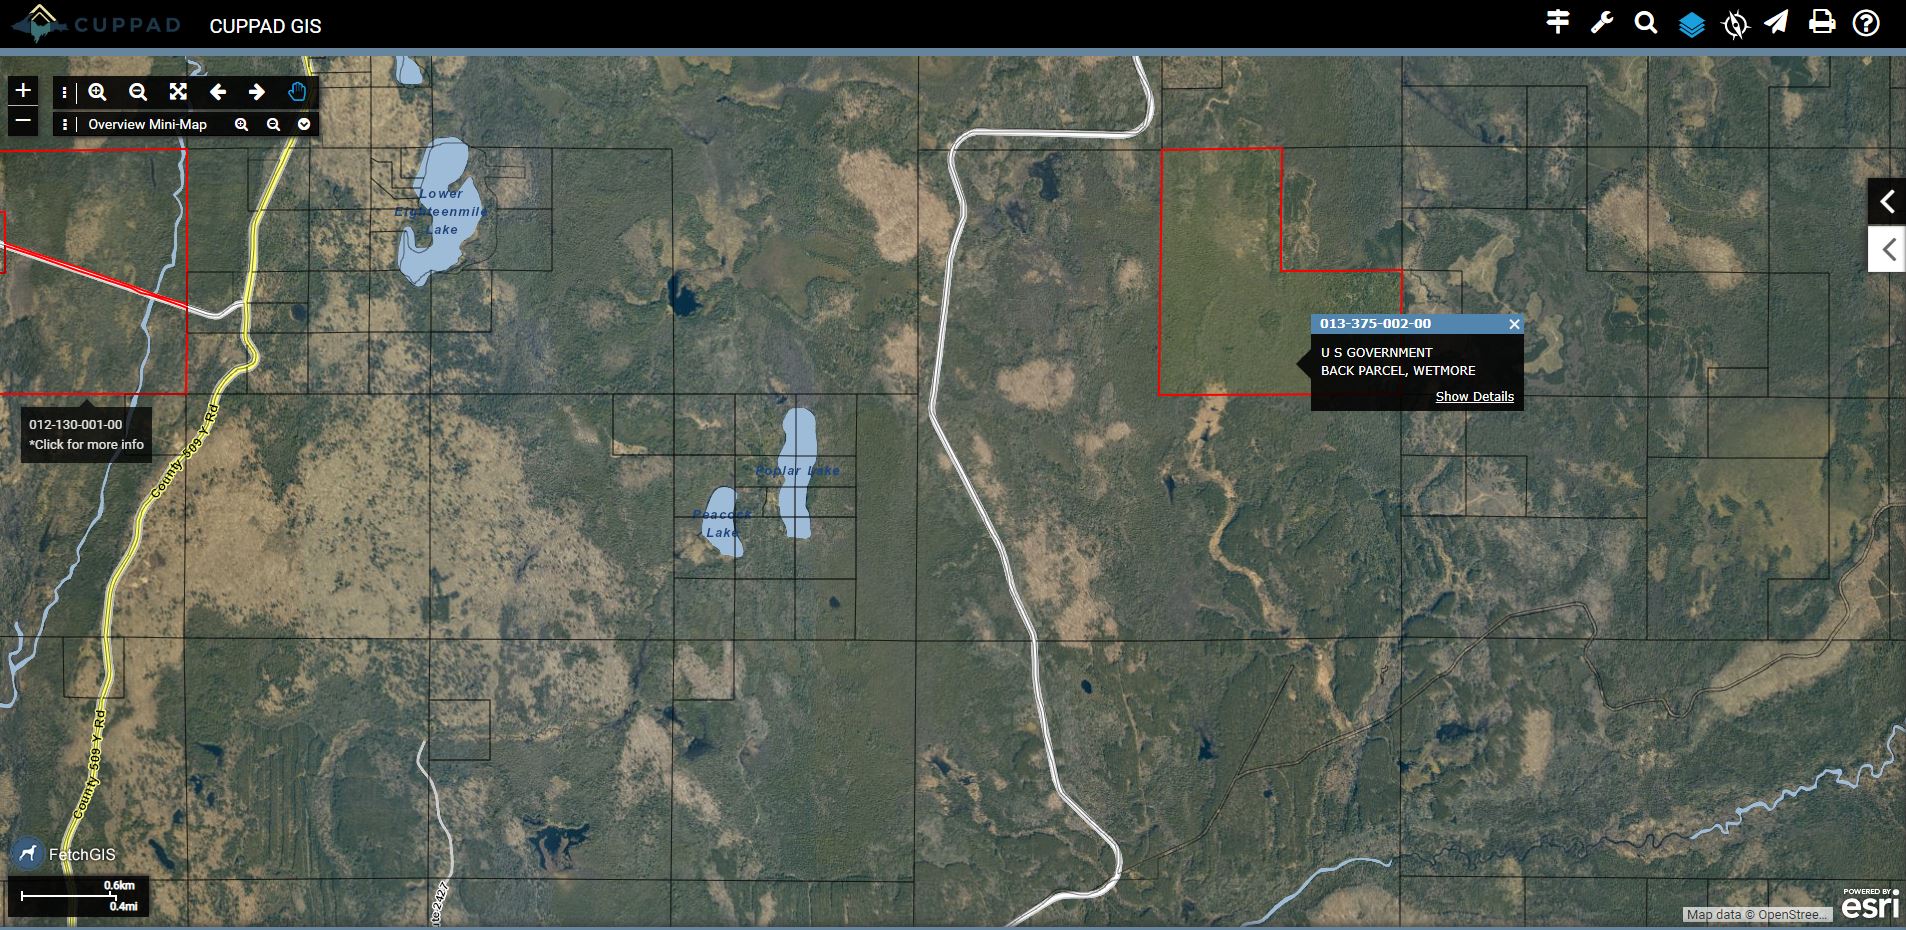 CUPPAD
CUPPAD GIS
Overview Mini-Map
Lower
Eighteenmile
Lake
013-375-002-00
U S GOVERNMENT
BACK PARCEL, WETMORE
Show Details
012-130-001-00
*Click for more info
County 509 Y Rd
Poplar Lake
Peacock
Lake
County 509 Y Rd
FetchGIS
0.6km
0.4mi
te 2427
POWERED BY
esri
Map data © OpenStree...